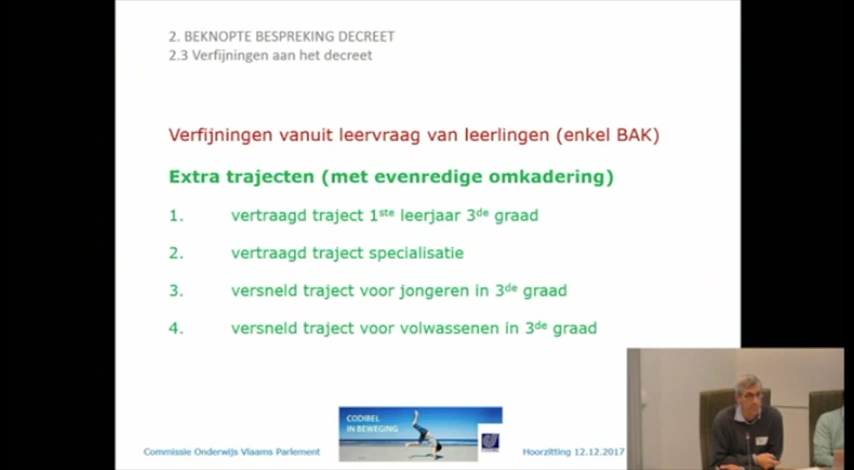 2. BEKNOPTE BESPREKING DECREET
2.3 Verfijningen aan het decreet
Verfijningen vanuit leervraag van leerlingen (enkel BAK)
Extra trajecten (met evenredige omkadering)
1. vertraagd traject 1ste leerjaar 3de graad
2. vertraagd traject specialisatie
3. versneld traject voor jongeren in 3de graad
4. versneld traject voor volwassenen in 3de graad
CODIBEL
IN BEWEGING
Commissie Onderwijs Vlaams Parlement
Hoorzitting 12.12.2017